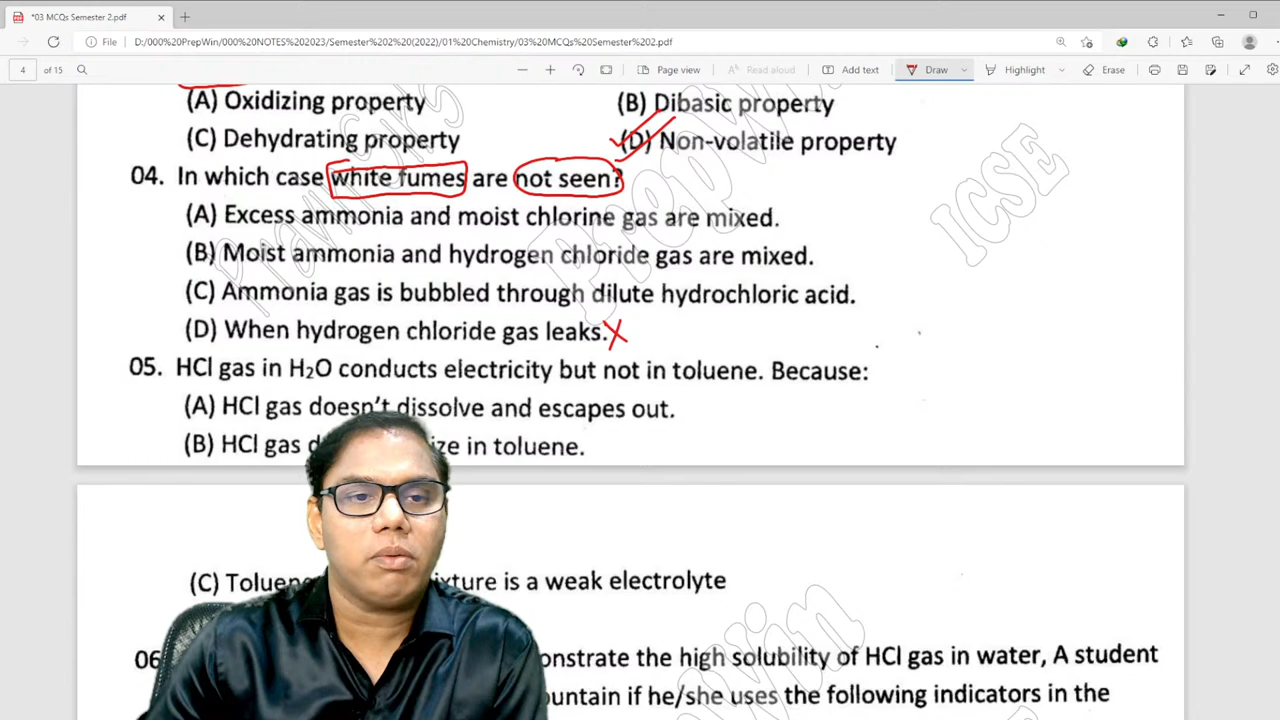 *03 MCQs Semester 2.pdf
File D:/000%20PrepWin/000%20NOTES%202023/Semester%202%20(2022)/01%20Chemistry/03%20MCQs%20Semester%202.pdf
4 of 15 Page view Read aloud Add text Draw Highlight Erase
(A) Oxidizing property (B) Dibasic property
(C) Dehydrating property (D) Non-volatile property
04. In which case white fumes are not seen?
(A) Excess ammonia and moist chlorine gas are mixed.
(B) Moist ammonia and hydrogen chloride gas are mixed.
(C) Ammonia gas is bubbled through dilute hydrochloric acid.
(D) When hydrogen chloride gas leaks. X
05. HCl gas in H₂O conducts electricity but not in toluene. Because:
(A) HCl gas doesn't dissolve and escapes out.
(B) HCl gas in toluene.
(C) is a weak electrolyte
06 the high solubility of HCl gas in water, A student
if he/she uses the following indicators in the
ICSE
PrepWin